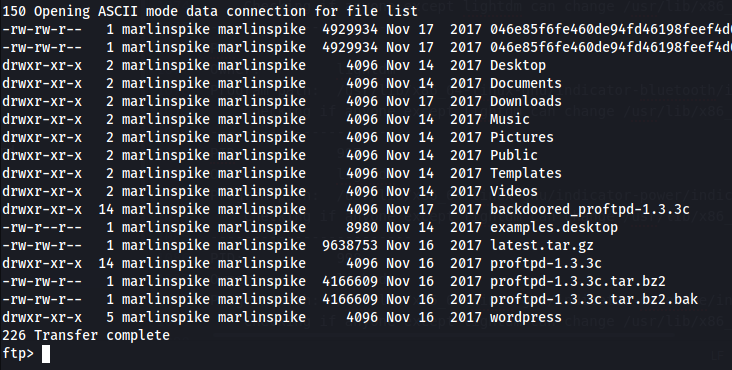 150 Opening ASCII mode data connection for file list
-rw-rw-r-- 1 marlinspike marlinspike 4929934 Nov 17 2017 046e85f6fe460de94fd46198feef4d
-rw-rw-r-- 1 marlinspike marlinspike 4929934 Nov 17 2017 046e85f6fe460de94fd46198feef4d
drwxr-xr-x 2 marlinspike marlinspike 4096 Nov 14 2017 Desktop
drwxr-xr-x 2 marlinspike marlinspike 4096 Nov 14 2017 Documents
drwxr-xr-x 2 marlinspike marlinspike 4096 Nov 17 2017 Downloads
drwxr-xr-x 2 marlinspike marlinspike 4096 Nov 14 2017 Music
drwxr-xr-x 2 marlinspike marlinspike 4096 Nov 14 2017 Pictures
drwxr-xr-x 2 marlinspike marlinspike 4096 Nov 14 2017 Public
drwxr-xr-x 2 marlinspike marlinspike 4096 Nov 14 2017 Templates
drwxr-xr-x 2 marlinspike marlinspike 4096 Nov 14 2017 Videos
drwxr-xr-x 14 marlinspike marlinspike 4096 Nov 17 2017 backdoored_proftpd-1.3.3c
-rw-r--r-- 1 marlinspike marlinspike 8980 Nov 14 2017 examples.desktop
-rw-rw-r-- 1 marlinspike marlinspike 9638753 Nov 16 2017 latest.tar.gz
drwxr-xr-x 14 marlinspike marlinspike 4096 Nov 16 2017 proftpd-1.3.3c
-rw-rw-r-- 1 marlinspike marlinspike 4166609 Nov 16 2017 proftpd-1.3.3c.tar.bz2
-rw-rw-r-- 1 marlinspike marlinspike 4166609 Nov 16 2017 proftpd-1.3.3c.tar.bz2.bak
drwxr-xr-x 5 marlinspike marlinspike 4096 Nov 16 2017 wordpress
226 Transfer complete
ftp>